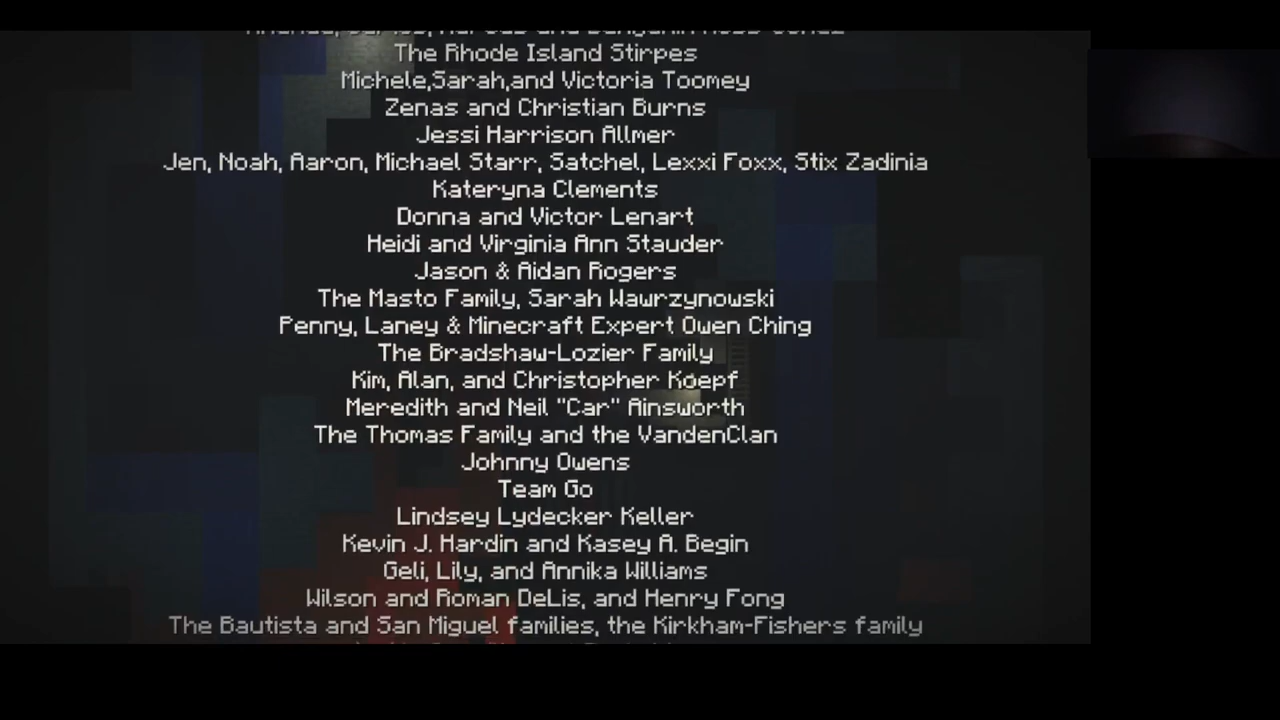 The Rhode Island Stirpes
Michele,Sarah,and Victoria Toomey
Zenas and Christian Burns
Jessi Harrison Allmer
Jen, Noah, Aaron, Michael Starr, Satchel, Lexxi Foxx, Stix Zadinia
Kateryna Clements
Donna and Victor Lenart
Heidi and Virginia Ann Stauder
Jason & Aidan Rogers
The Masto Family, Sarah Wawrzynowski
Penny, Laney & Minecraft Expert Owen Ching
The Bradshaw-Lozier Family
Kim, Alan, and Christopher Koepf
Meredith and Neil "Car" Ainsworth
The Thomas Family and the VandenClan
Johnny Owens
Team Go
Lindsey Lydecker Keller
Kevin J. Hardin and Kasey A. Begin
Geli, Lily, and Annika Williams
Wilson and Roman DeLis, and Henry Fong
The Bautista and San Miguel families, the Kirkham-Fishers family